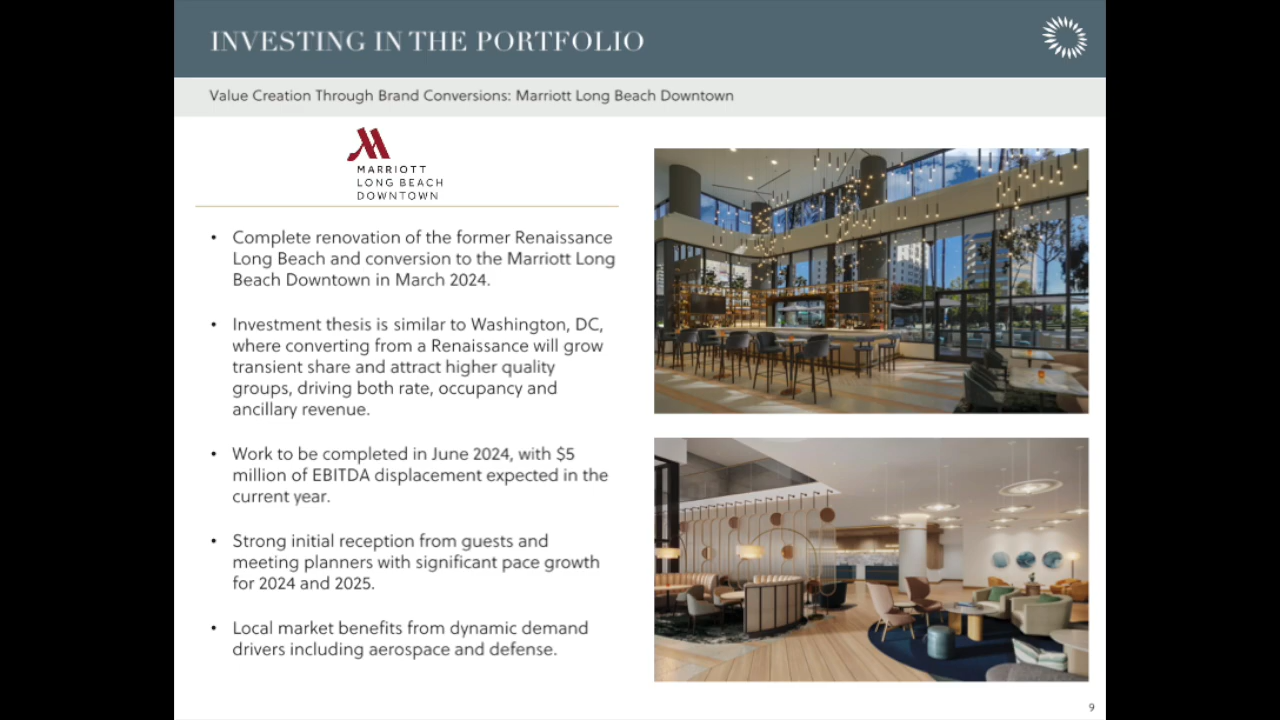 INVESTING IN THE PORTFOLIO
Value Creation Through Brand Conversions: Marriott Long Beach Downtown
MARRIOTT
LONG BEACH
DOWNTOWN
• Complete renovation of the former Renaissance
Long Beach and conversion to the Marriott Long
Beach Downtown in March 2024.
• Investment thesis is similar to Washington, DC,
where converting from a Renaissance will grow
transient share and attract higher quality
groups, driving both rate, occupancy and
ancillary revenue.
• Work to be completed in June 2024, with $5
million of EBITDA displacement expected in the
current year.
• Strong initial reception from guests and
meeting planners with significant pace growth
for 2024 and 2025.
• Local market benefits from dynamic demand
drivers including aerospace and defense.
9